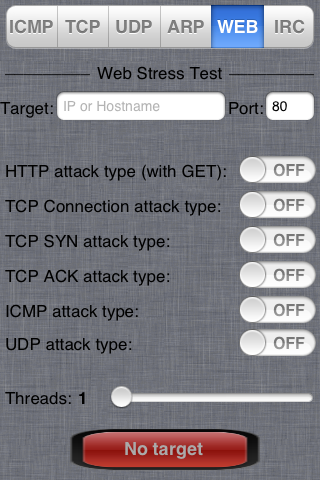 ICMP TCP UDP ARP WEB IRC
Web Stress Test
Target: IP or Hostname Port: 80
HTTP attack type (with GET): OFF
TCP Connection attack type: OFF
TCP SYN attack type: OFF
TCP ACK attack type: OFF
ICMP attack type: OFF
UDP attack type: OFF
Threads: 1
No target